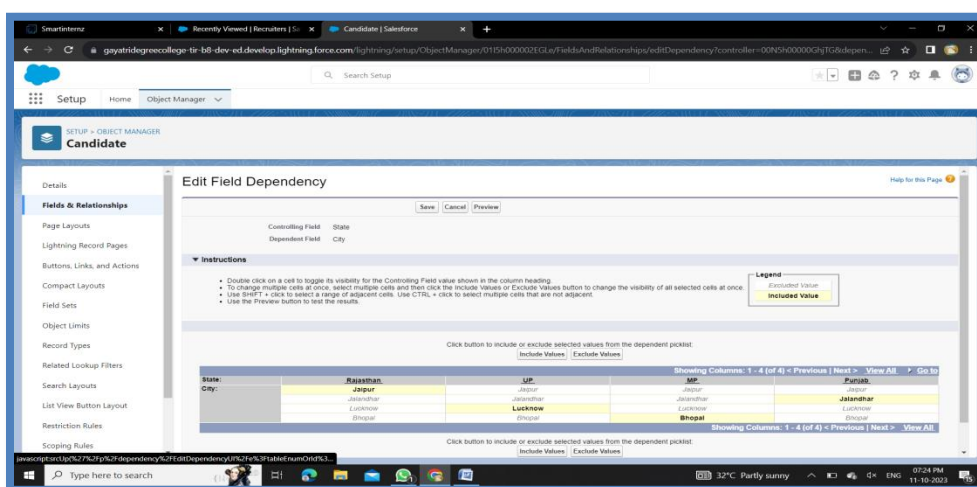 Smartinternz
Recently Viewed | Recruiters | Sa
Candidate | Salesforce
gayatridegreecollege-tir-b8-dev-ed.develop.lightning.force.com/lightning/setup/ObjectManager/01I5h000002EGLe/FieldsAndRelationships/editDependency?controller=00N5h00000GhjTG&depen...
Search Setup
Setup Home Object Manager
SETUP > OBJECT MANAGER
Candidate
Details
Fields & Relationships
Page Layouts
Lightning Record Pages
Buttons, Links, and Actions
Compact Layouts
Field Sets
Object Limits
Record Types
Related Lookup Filters
Search Layouts
List View Button Layout
Restriction Rules
Scoping Rules
Edit Field Dependency
Help for this Page
Save Cancel Preview
Controlling Field State
Dependent Field City
Instructions
Double click on a cell to toggle its visibility for the Controlling Field value shown in the column heading.
To change multiple cells at once, select multiple cells and then click the Include Values or Exclude Values button to change the visibility of all selected cells at once.
Use SHIFT + click to select a range of adjacent cells. Use CTRL + click to select multiple cells that are not adjacent.
Use the Preview button to test the results.
Legend
Excluded Value
Included Value
Click button to include or exclude selected values from the dependent picklist:
Include Values Exclude Values
Showing Columns: 1 - 4 (of 4) < Previous | Next > View All Go to
State: Rajasthan UP MP Punjab
City: Jaipur Jaipur Jaipur Jaipur
Jalandhar Jalandhar Jalandhar Jalandhar
Lucknow Lucknow Lucknow Lucknow
Bhopal Bhopal Bhopal Bhopal
Showing Columns: 1 - 4 (of 4) < Previous | Next > View All
Click button to include or exclude selected values from the dependent picklist:
Include Values Exclude Values
Type here to search
32°C Partly sunny
ENG
07:24 PM
11-10-2023